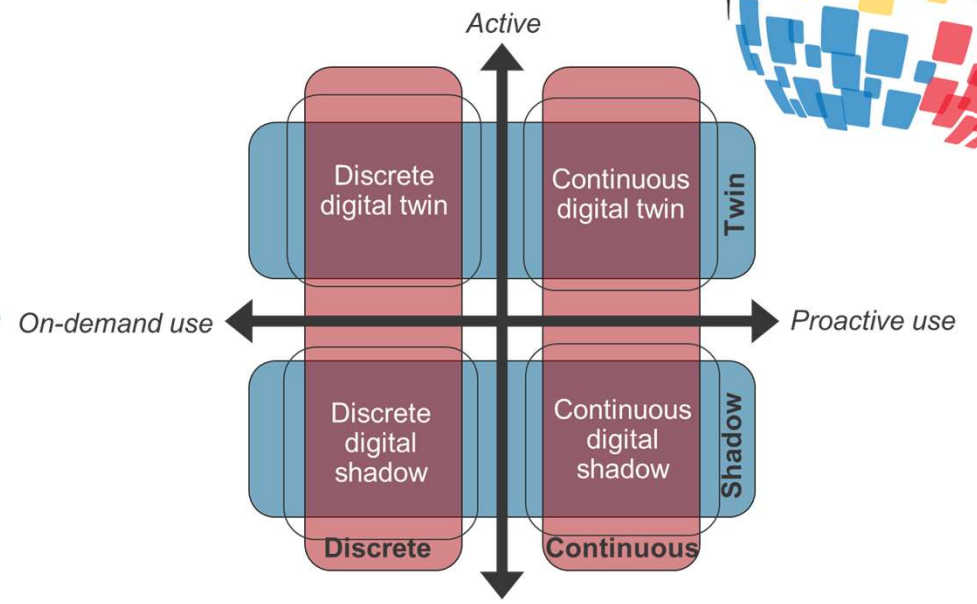 Active
Discrete
digital twin
Continuous
digital twin
Twin
On-demand use
Proactive use
Discrete
digital
shadow
Continuous
digital
shadow
Shadow
Discrete
Continuous